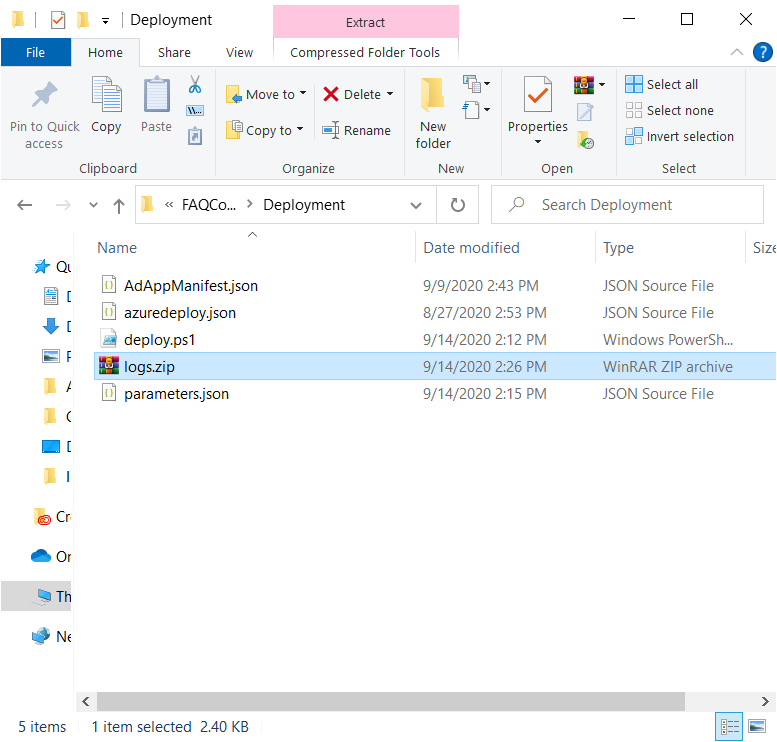 Deployment
Extract
File
Home
Share
View
Compressed Folder Tools
?
Pin to Quick access
Copy
Paste
Move to
Copy to
Delete
Rename
New folder
Properties
Select all
Select none
Invert selection
Clipboard
Organize
New
Open
Select
« FAQCo... > Deployment
Search Deployment
Name
Date modified
Type
Size
AdAppManifest.json 9/9/2020 2:43 PM JSON Source File
azuredeploy.json 8/27/2020 2:53 PM JSON Source File
deploy.ps1 9/14/2020 2:12 PM Windows PowerSh...
logs.zip 9/14/2020 2:26 PM WinRAR ZIP archive
parameters.json 9/14/2020 2:15 PM JSON Source File
Qu
D
D
P
A
C
D
I
Cr
On
Th
Ne
5 items
1 item selected 2.40 KB